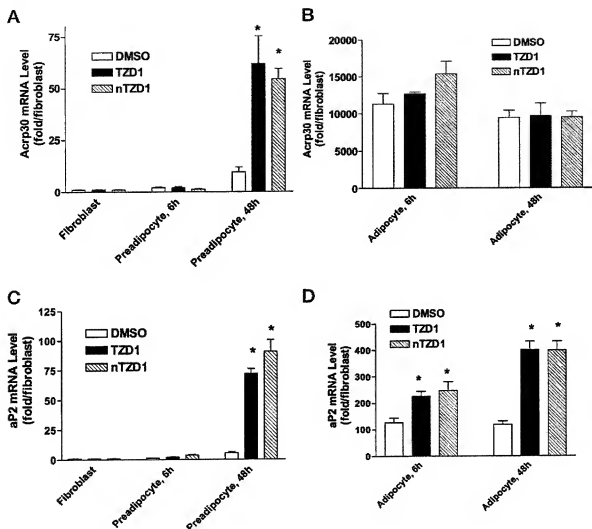 A
Acrp30 mRNA Level
(fold/fibroblast)
75
50
25
0
DMSO
TZD1
nTZD1
*
*
Fibroblast
Preadipocyte, 6h
Preadipocyte, 48h
B
Acrp30 mRNA Level
(fold/fibroblast)
20000
15000
10000
5000
0
DMSO
TZD1
nTZD1
Adipocyte, 6h
Adipocyte, 48h
C
aP2 mRNA Level
(fold/fibroblast)
125
100
75
50
25
0
DMSO
TZD1
nTZD1
*
*
Fibroblast
Preadipocyte, 6h
Preadipocyte, 48h
D
aP2 mRNA Level
(fold/fibroblast)
500
400
300
200
100
0
DMSO
TZD1
nTZD1
*
*
*
*
Adipocyte, 6h
Adipocyte, 48h